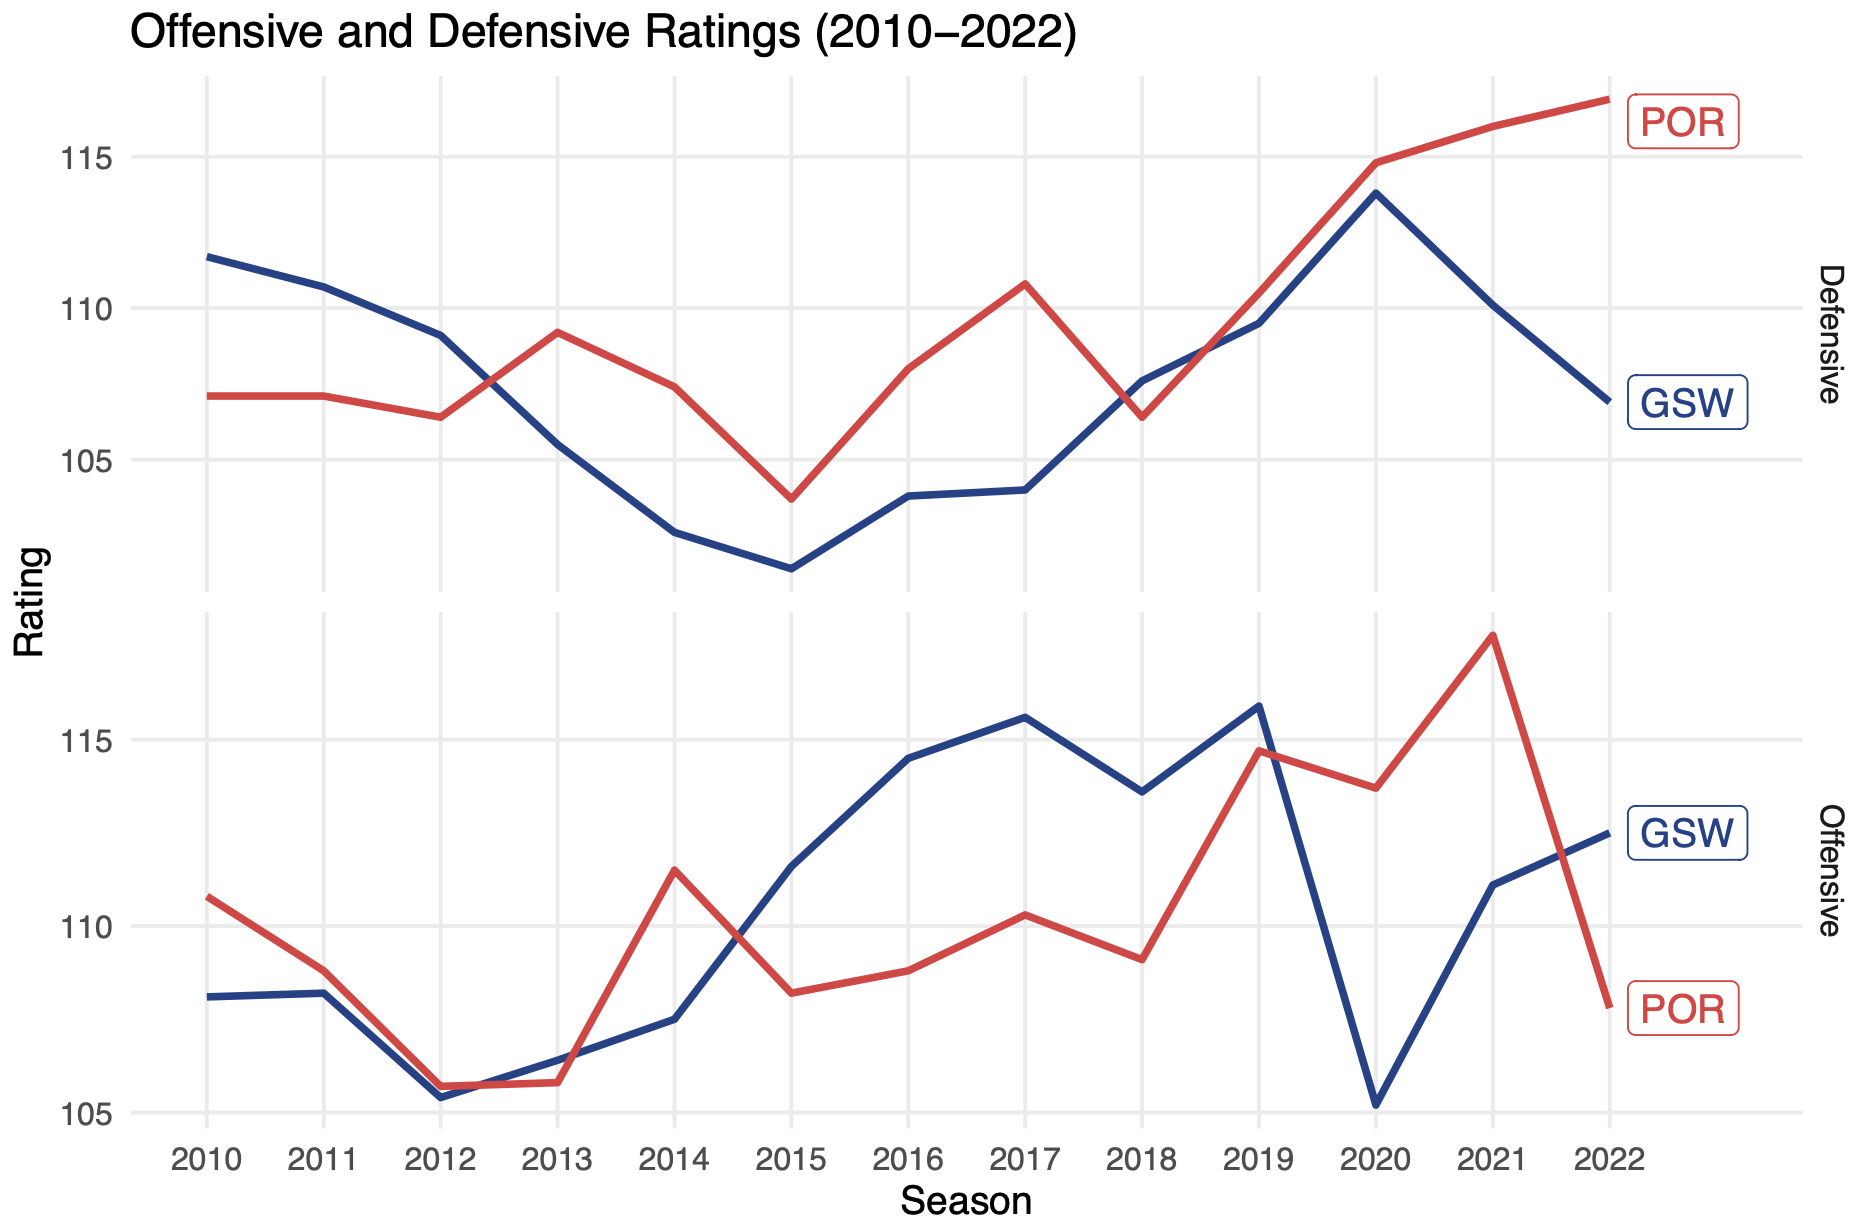 Offensive and Defensive Ratings (2010–2022)
POR
115
110
Defensive
GSW
105
Rating
115
GSW
Offensive
110
POR
105
2010 2011 2012 2013 2014 2015 2016 2017 2018 2019 2020 2021 2022
Season